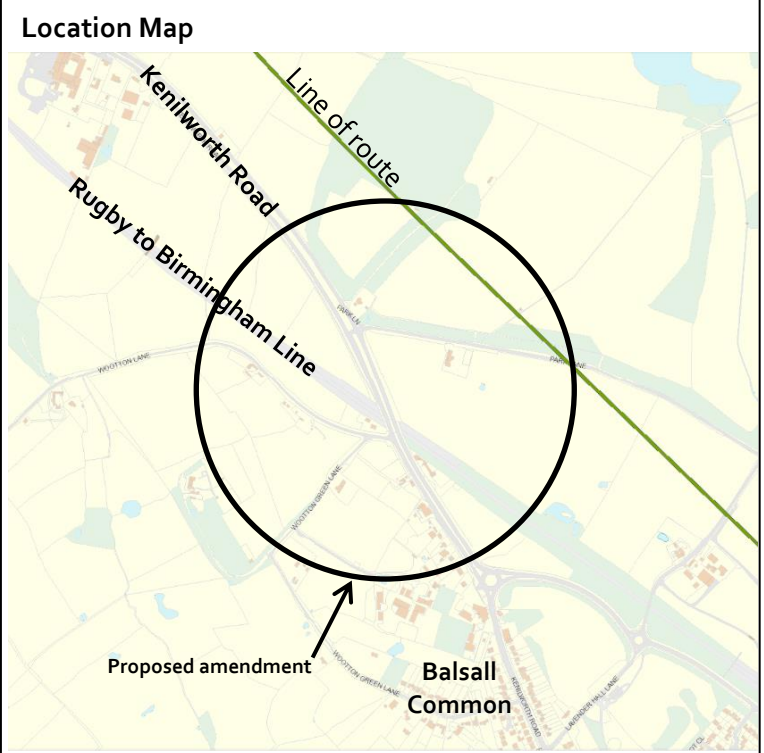 Location Map
Kenilworth Road
Line of route
Rugby to Birmingham Line
PARK LN
WOOTTON LANE
WOOTTON GREEN LANE
Proposed amendment
Balsall
Common
WOOTTON GREEN LANE
KENILWORTH ROAD
LAVENDER HALL LANE